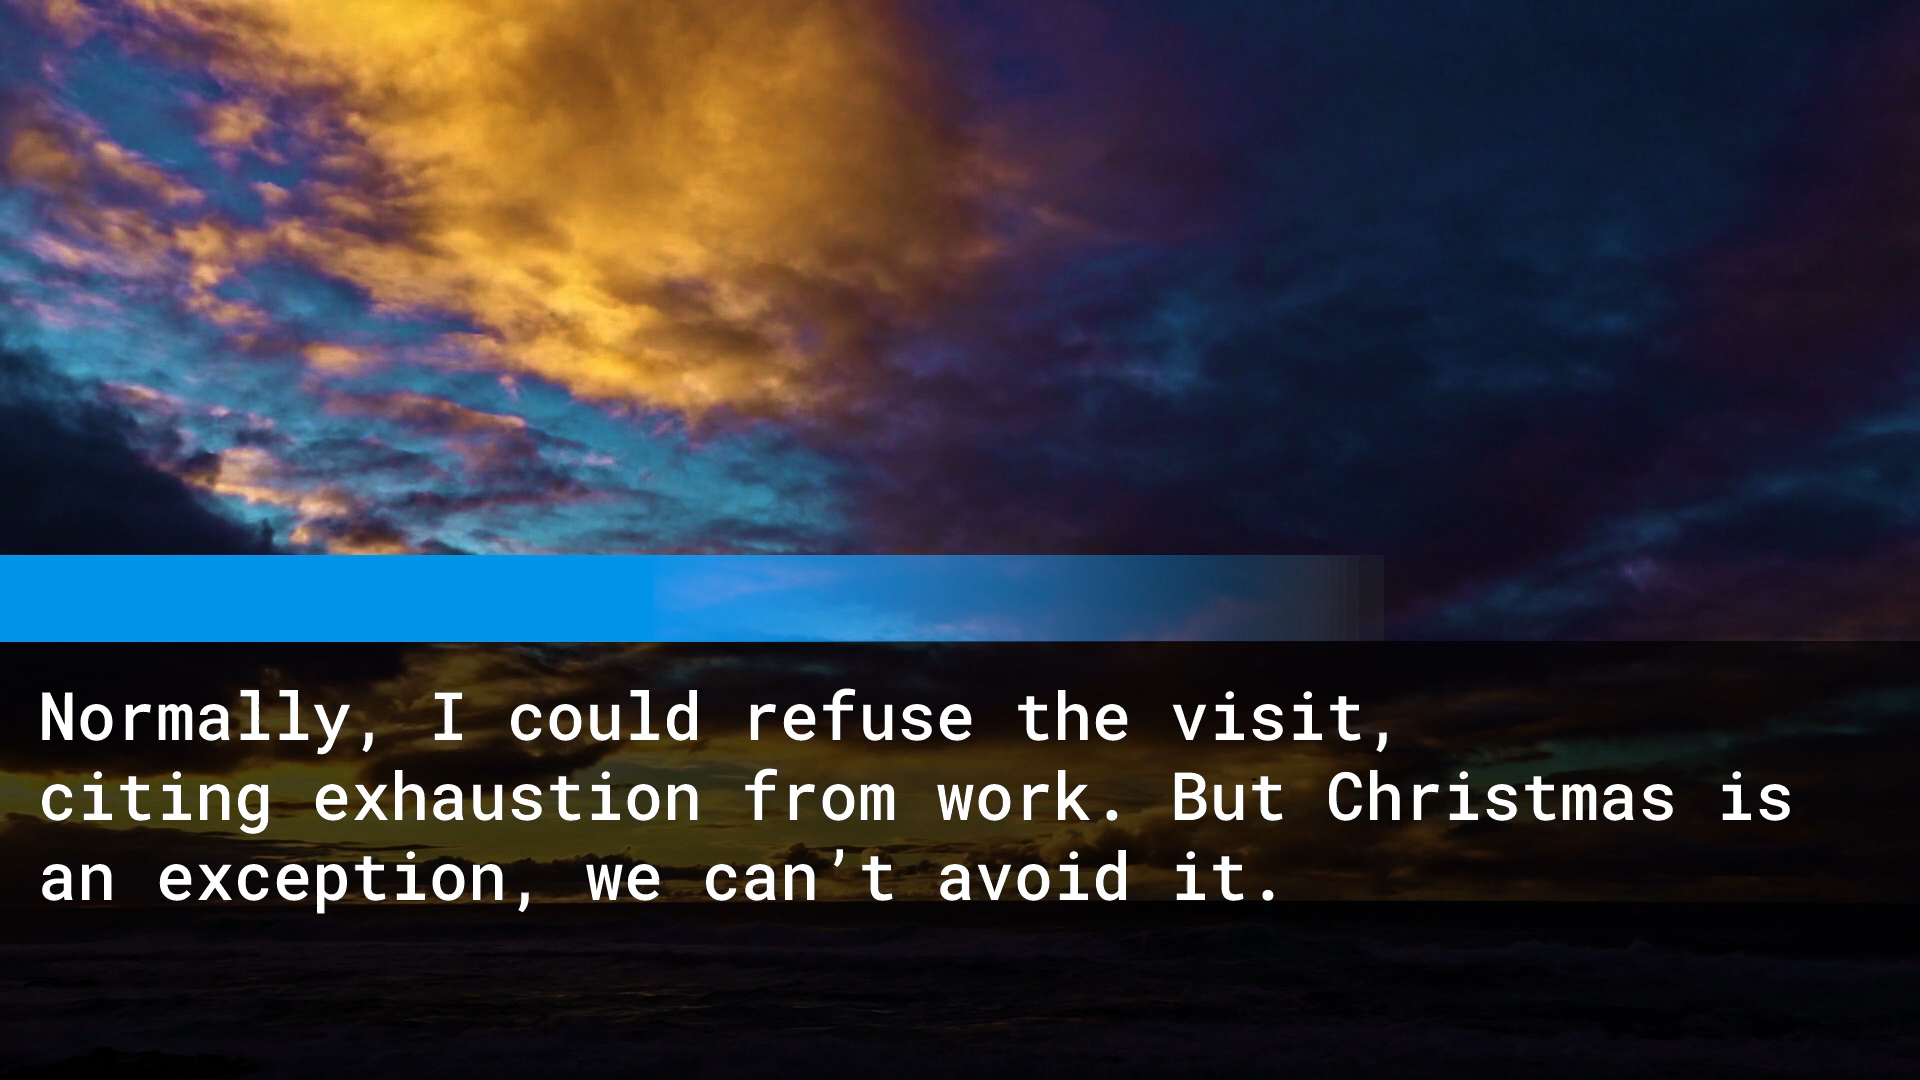 Normally, I could refuse the visit,
citing exhaustion from work. But Christmas is
an exception, we can’t avoid it.